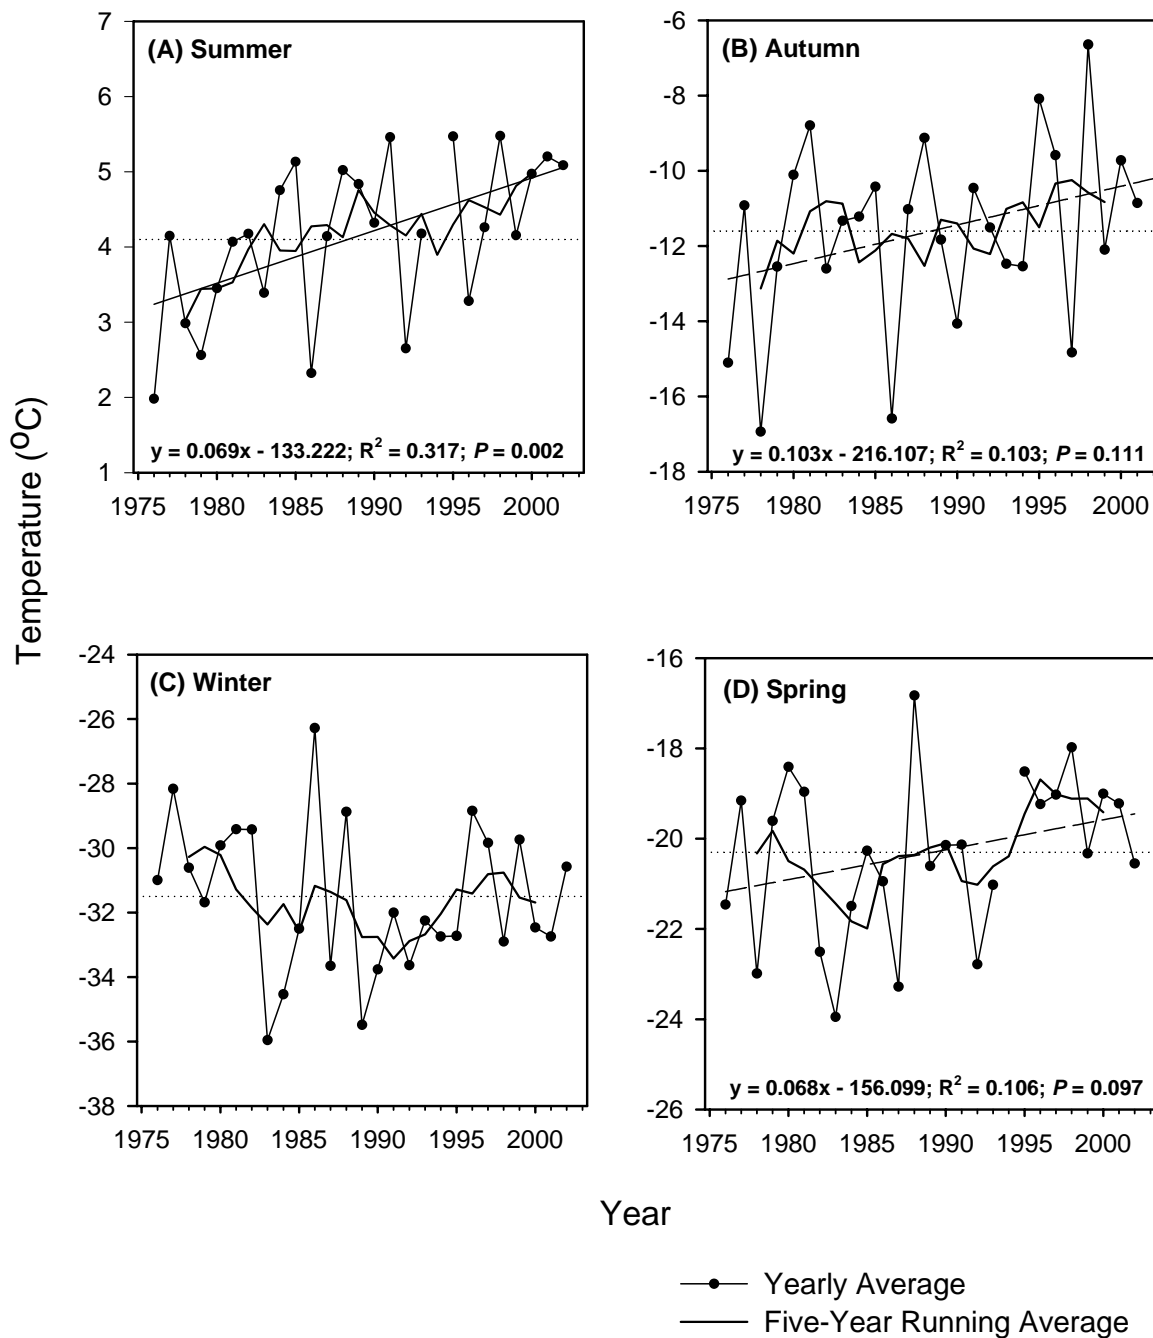 (A) Summer
7
6
5
4
3
2
1
y = 0.069x - 133.222; R² = 0.317; P = 0.002
1975 1980 1985 1990 1995 2000
(B) Autumn
-6
-8
-10
-12
-14
-16
-18
y = 0.103x - 216.107; R² = 0.103; P = 0.111
1975 1980 1985 1990 1995 2000
Temperature (°C)
(C) Winter
-24
-26
-28
-30
-32
-34
-36
-38
1975 1980 1985 1990 1995 2000
(D) Spring
-16
-18
-20
-22
-24
-26
y = 0.068x - 156.099; R² = 0.106; P = 0.097
1975 1980 1985 1990 1995 2000
Year
Yearly Average
Five-Year Running Average